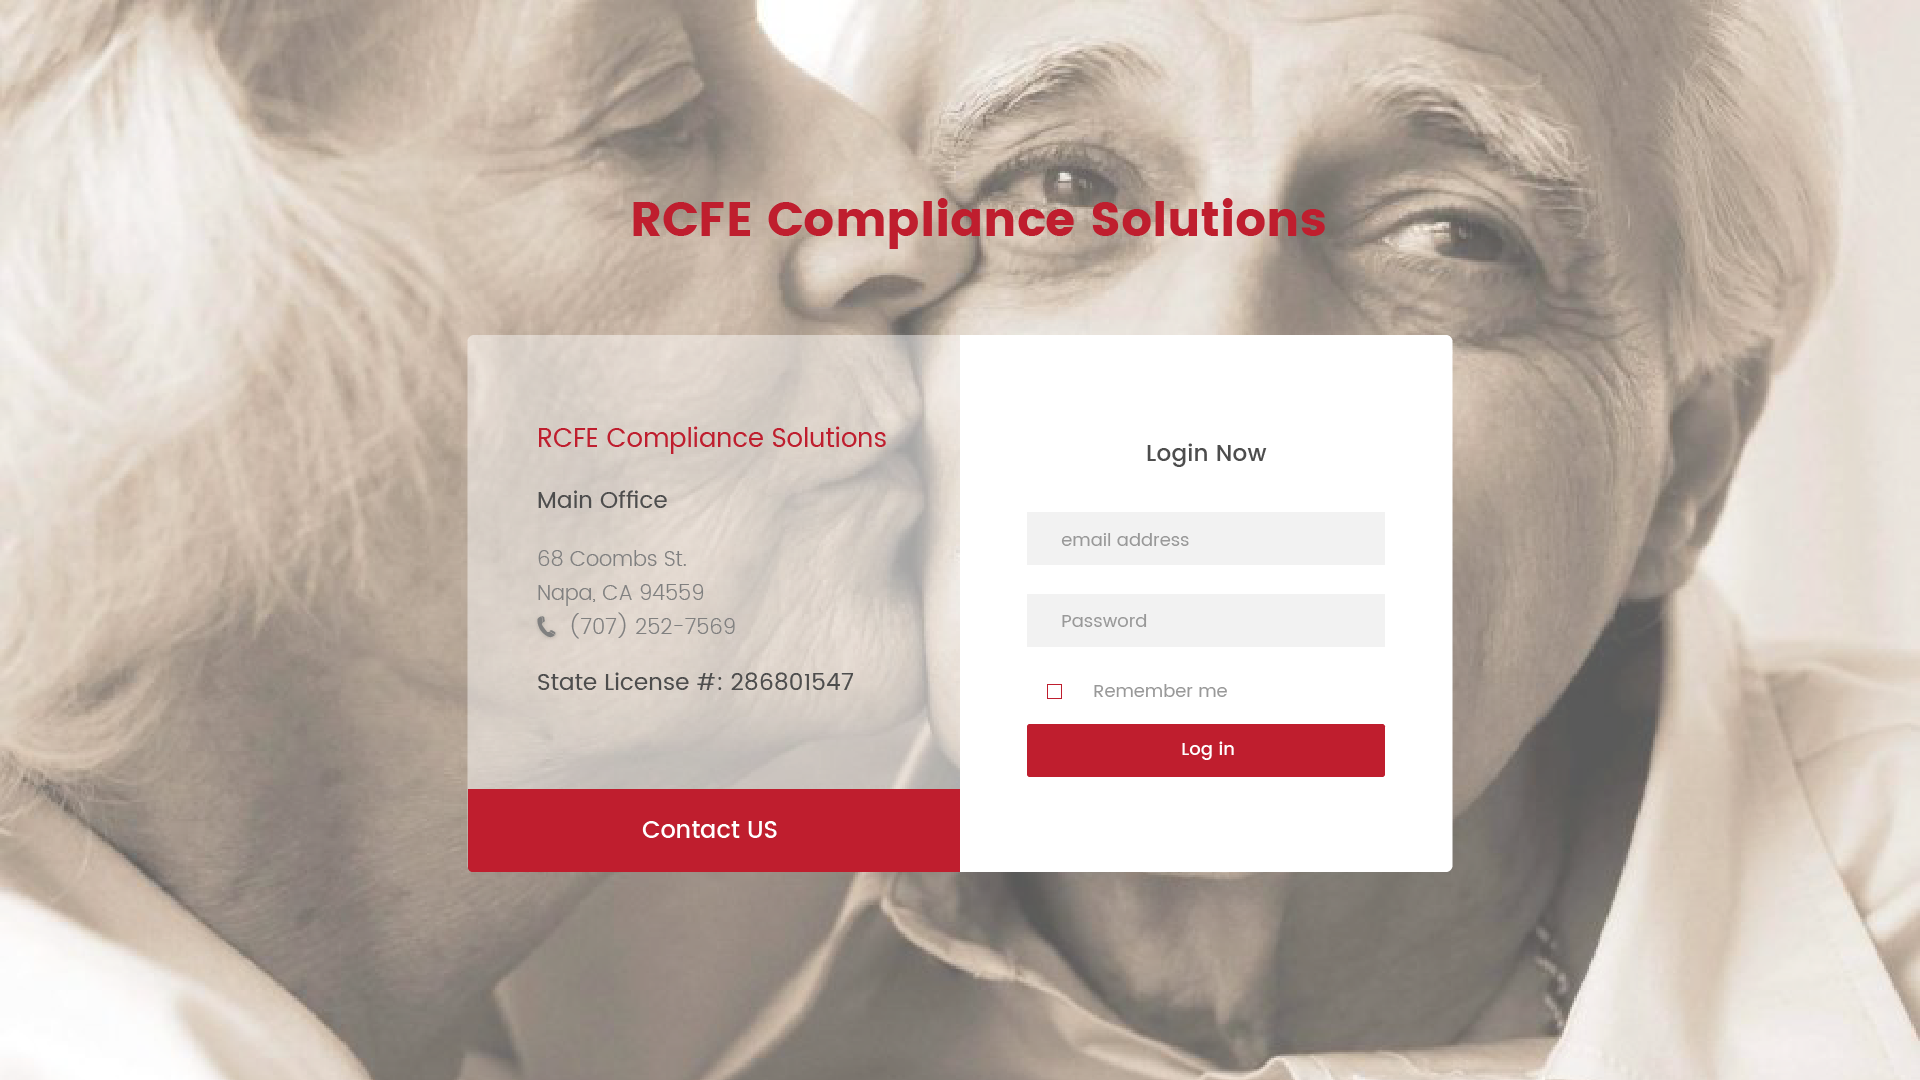 RCFE Compliance Solutions
RCFE Compliance Solutions
Main Office
68 Coombs St.
Napa, CA 94559
(707) 252-7569
State License #: 286801547
Contact US
Login Now
email address
Password
Remember me
Log in